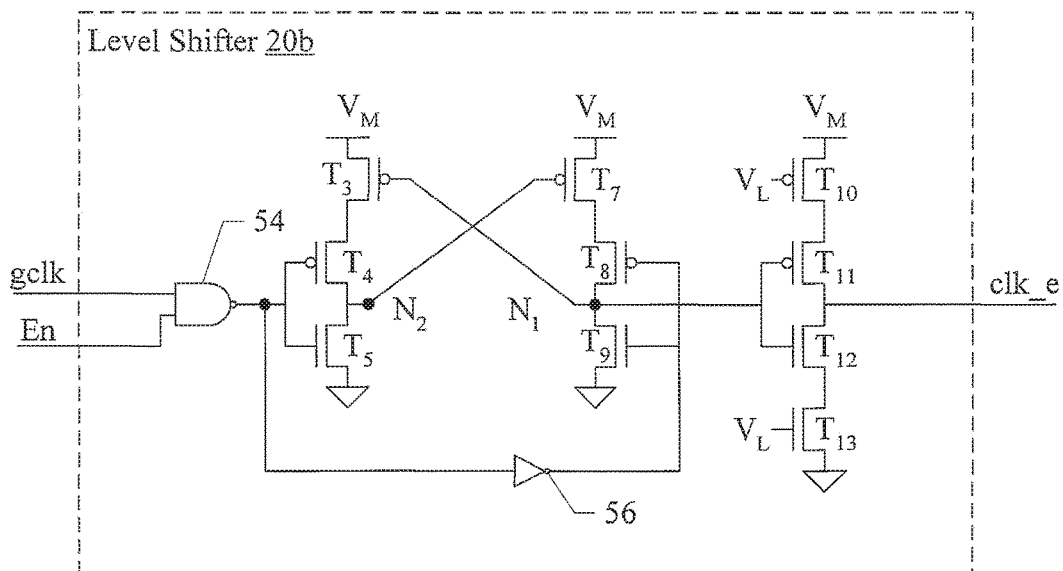 Level Shifter 20b
V_M
V_M
V_M
T_3
T_7
V_L
T_10
54
gclk
T_4
T_8
T_11
clk_e
En
N_2
N_1
T_5
T_9
T_12
V_L
T_13
56